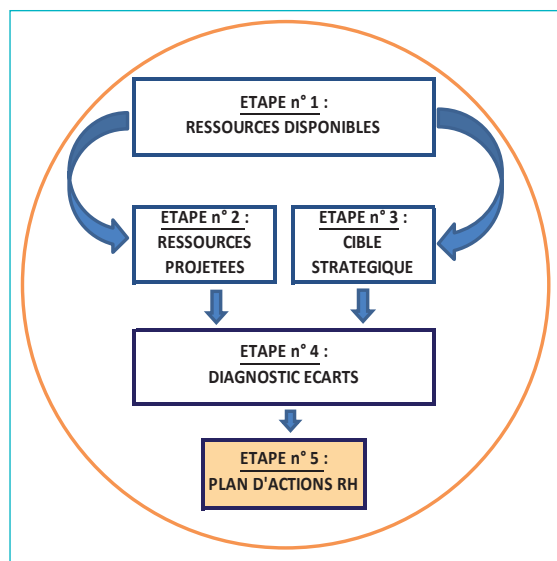 ETAPE n° 1 :
RESSOURCES DISPONIBLES
ETAPE n° 2 :
RESSOURCES
PROJETEES
ETAPE n° 3 :
CIBLE
STRATEGIQUE
ETAPE n° 4 :
DIAGNOSTIC ECARTS
ETAPE n° 5 :
PLAN D'ACTIONS RH